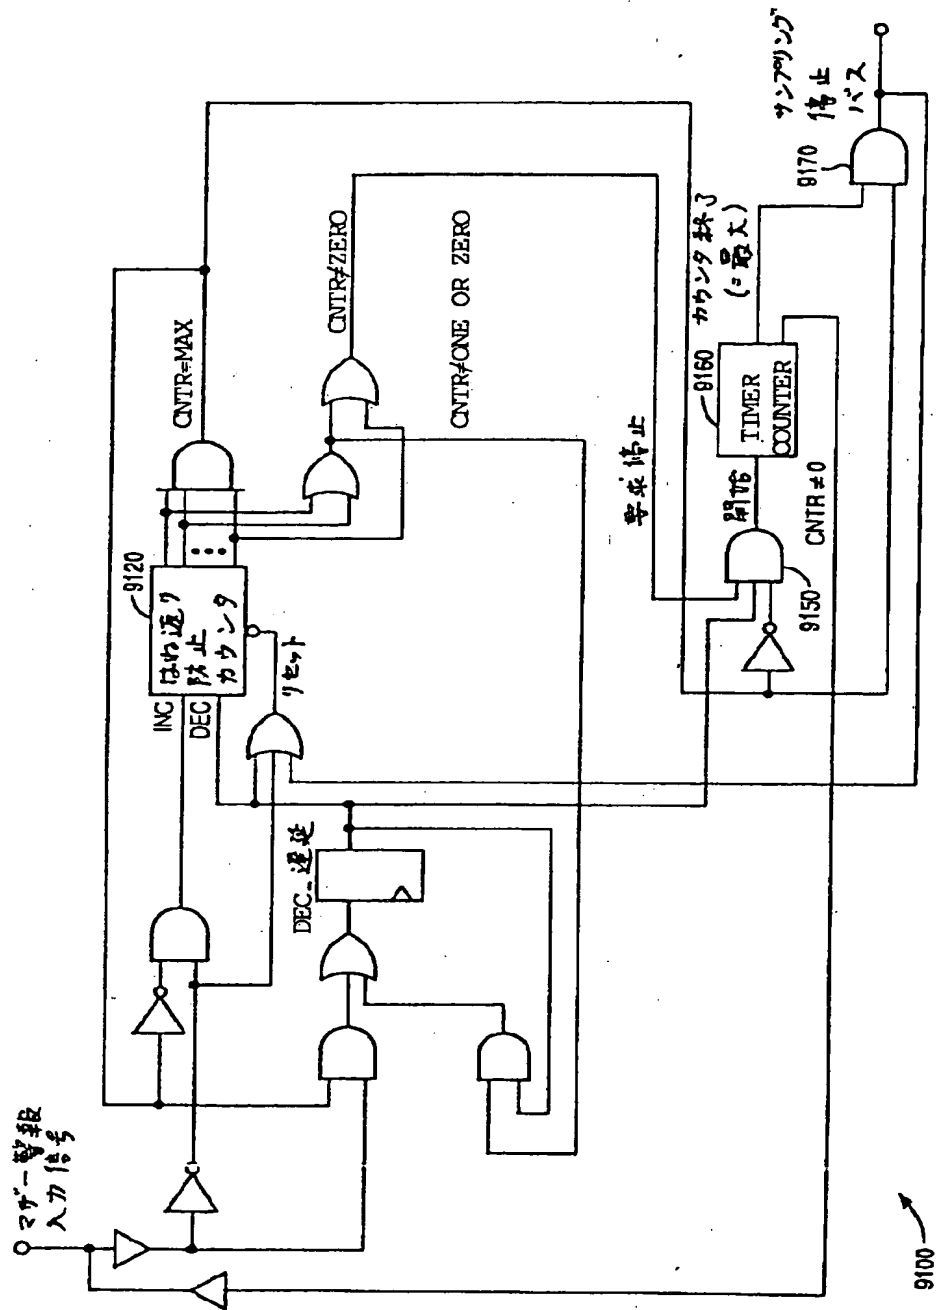 マザー警報
入力信号
INC
DEC
9120
はね返り
防止
カウンタ
リセット
CNTR=MAX
CNTR≠ZERO
CNTR≠ONE OR ZERO
DEC_遅延
要求停止
9150
開始
9160
TIMER
COUNTER
カウンタ終了
(=最大)
CNTR≠0
9170
サンプリング
停止
バス
9100